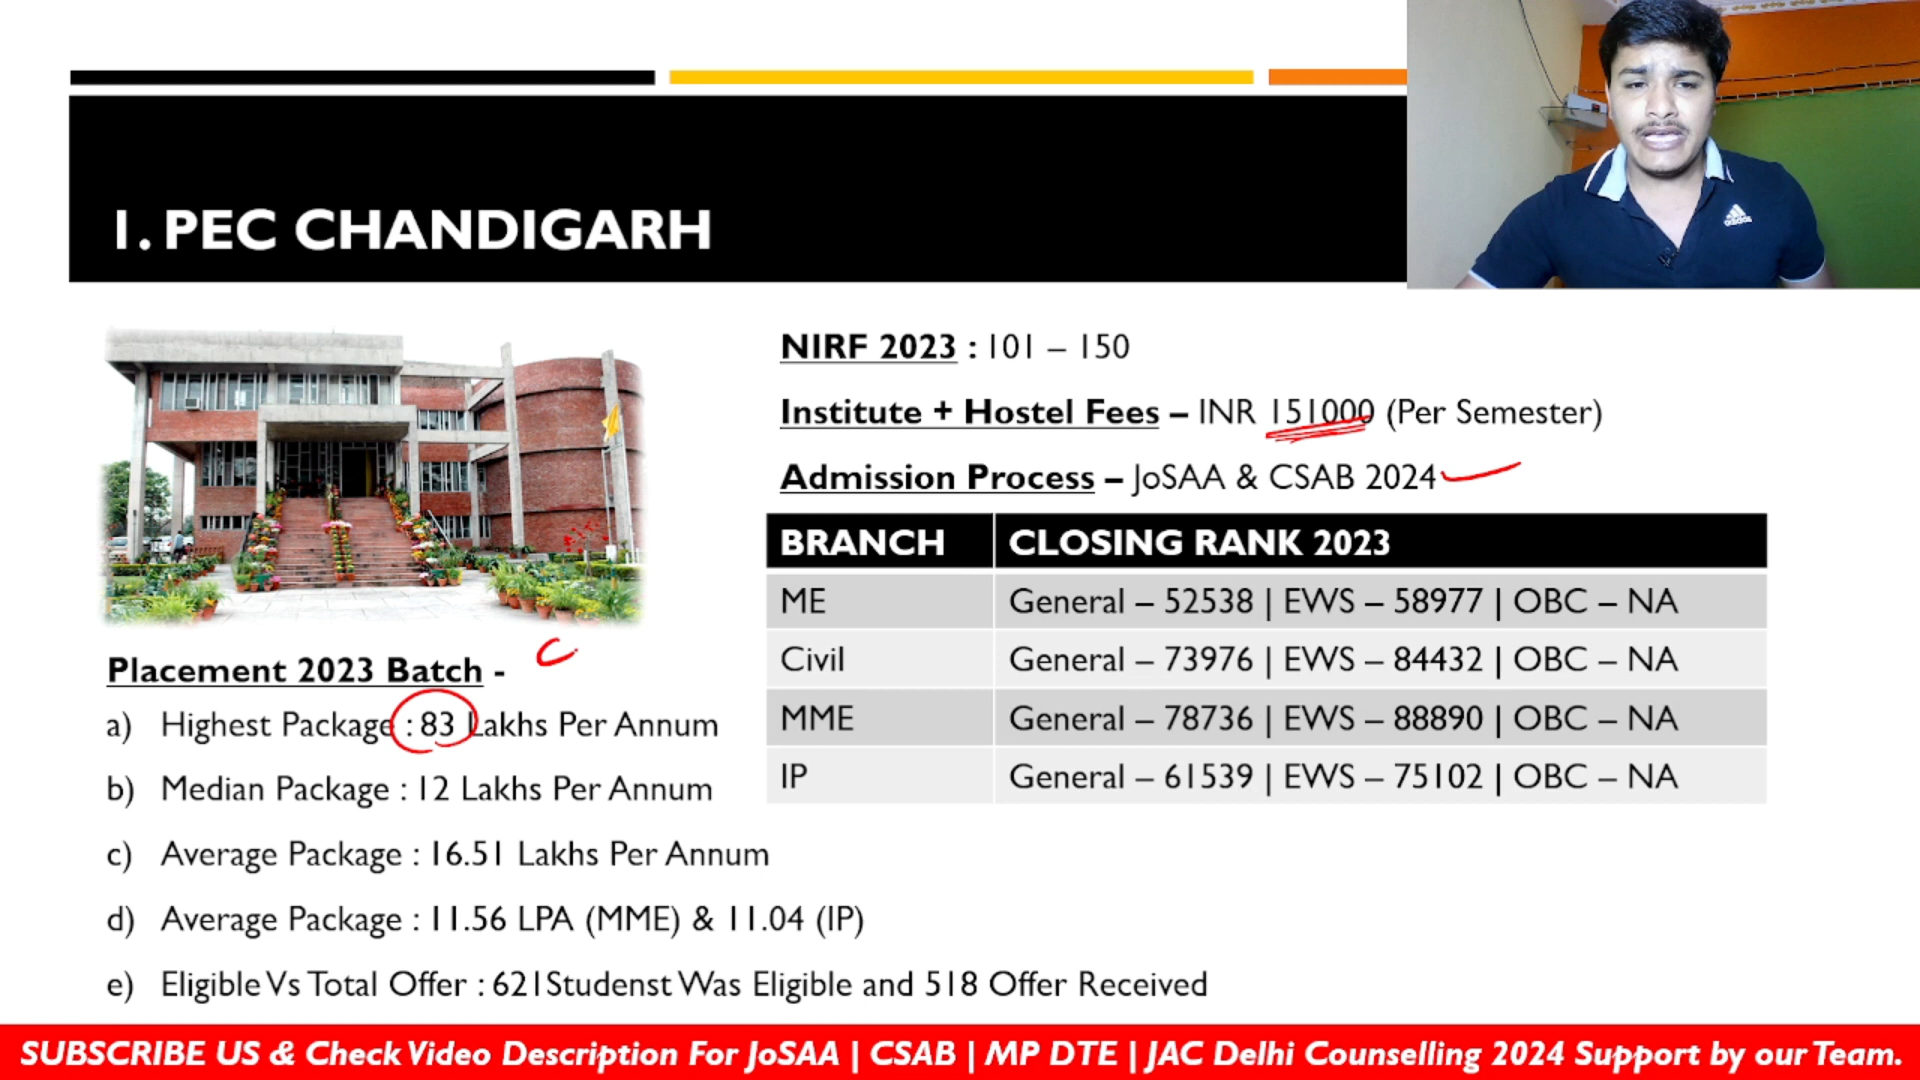 1. PEC CHANDIGARH
adidas
NIRF 2023 : 101 – 150
Institute + Hostel Fees – INR 151000 (Per Semester)
Admission Process – JoSAA & CSAB 2024
BRANCH CLOSING RANK 2023
ME General – 52538 | EWS – 58977 | OBC – NA
Civil General – 73976 | EWS – 84432 | OBC – NA
MME General – 78736 | EWS – 88890 | OBC – NA
IP General – 61539 | EWS – 75102 | OBC – NA
Placement 2023 Batch -
a) Highest Package : 83 Lakhs Per Annum
b) Median Package : 12 Lakhs Per Annum
c) Average Package : 16.51 Lakhs Per Annum
d) Average Package : 11.56 LPA (MME) & 11.04 (IP)
e) Eligible Vs Total Offer : 621Studenst Was Eligible and 518 Offer Received
SUBSCRIBE US & Check Video Description For JoSAA | CSAB | MP DTE | JAC Delhi Counselling 2024 Support by our Team.